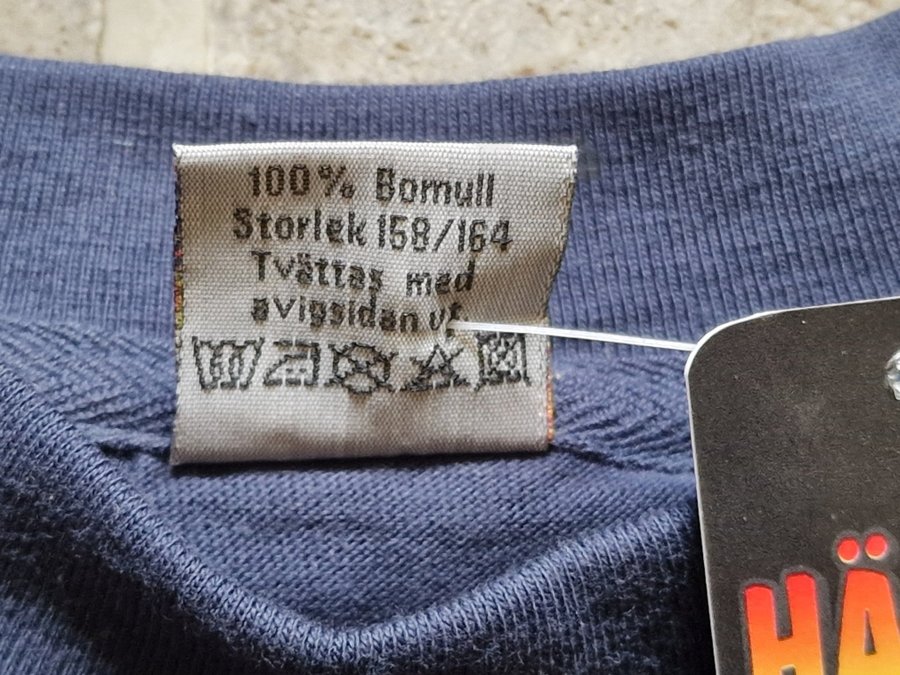 100% Bomull
Storlek 158/164
Tvättas med
avigsidan ut.
HÄ